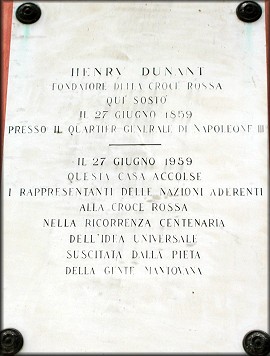 HENRY DUNANT
FONDATORE DELLA CROCE ROSSA
QUI SOSTÒ
IL 27 GIUGNO 1859
PRESSO IL QUARTIER GENERALE DI NAPOLEONE III
IL 27 GIUGNO 1959
QUESTA CASA ACCOLSE
I RAPPRESENTANTI DELLE NAZIONI ADERENTI
ALLA CROCE ROSSA
NELLA RICORRENZA CENTENARIA
DELL'IDEA UNIVERSALE
SUSCITATA DALLA PIETÀ
DELLA GENTE MANTOVANA